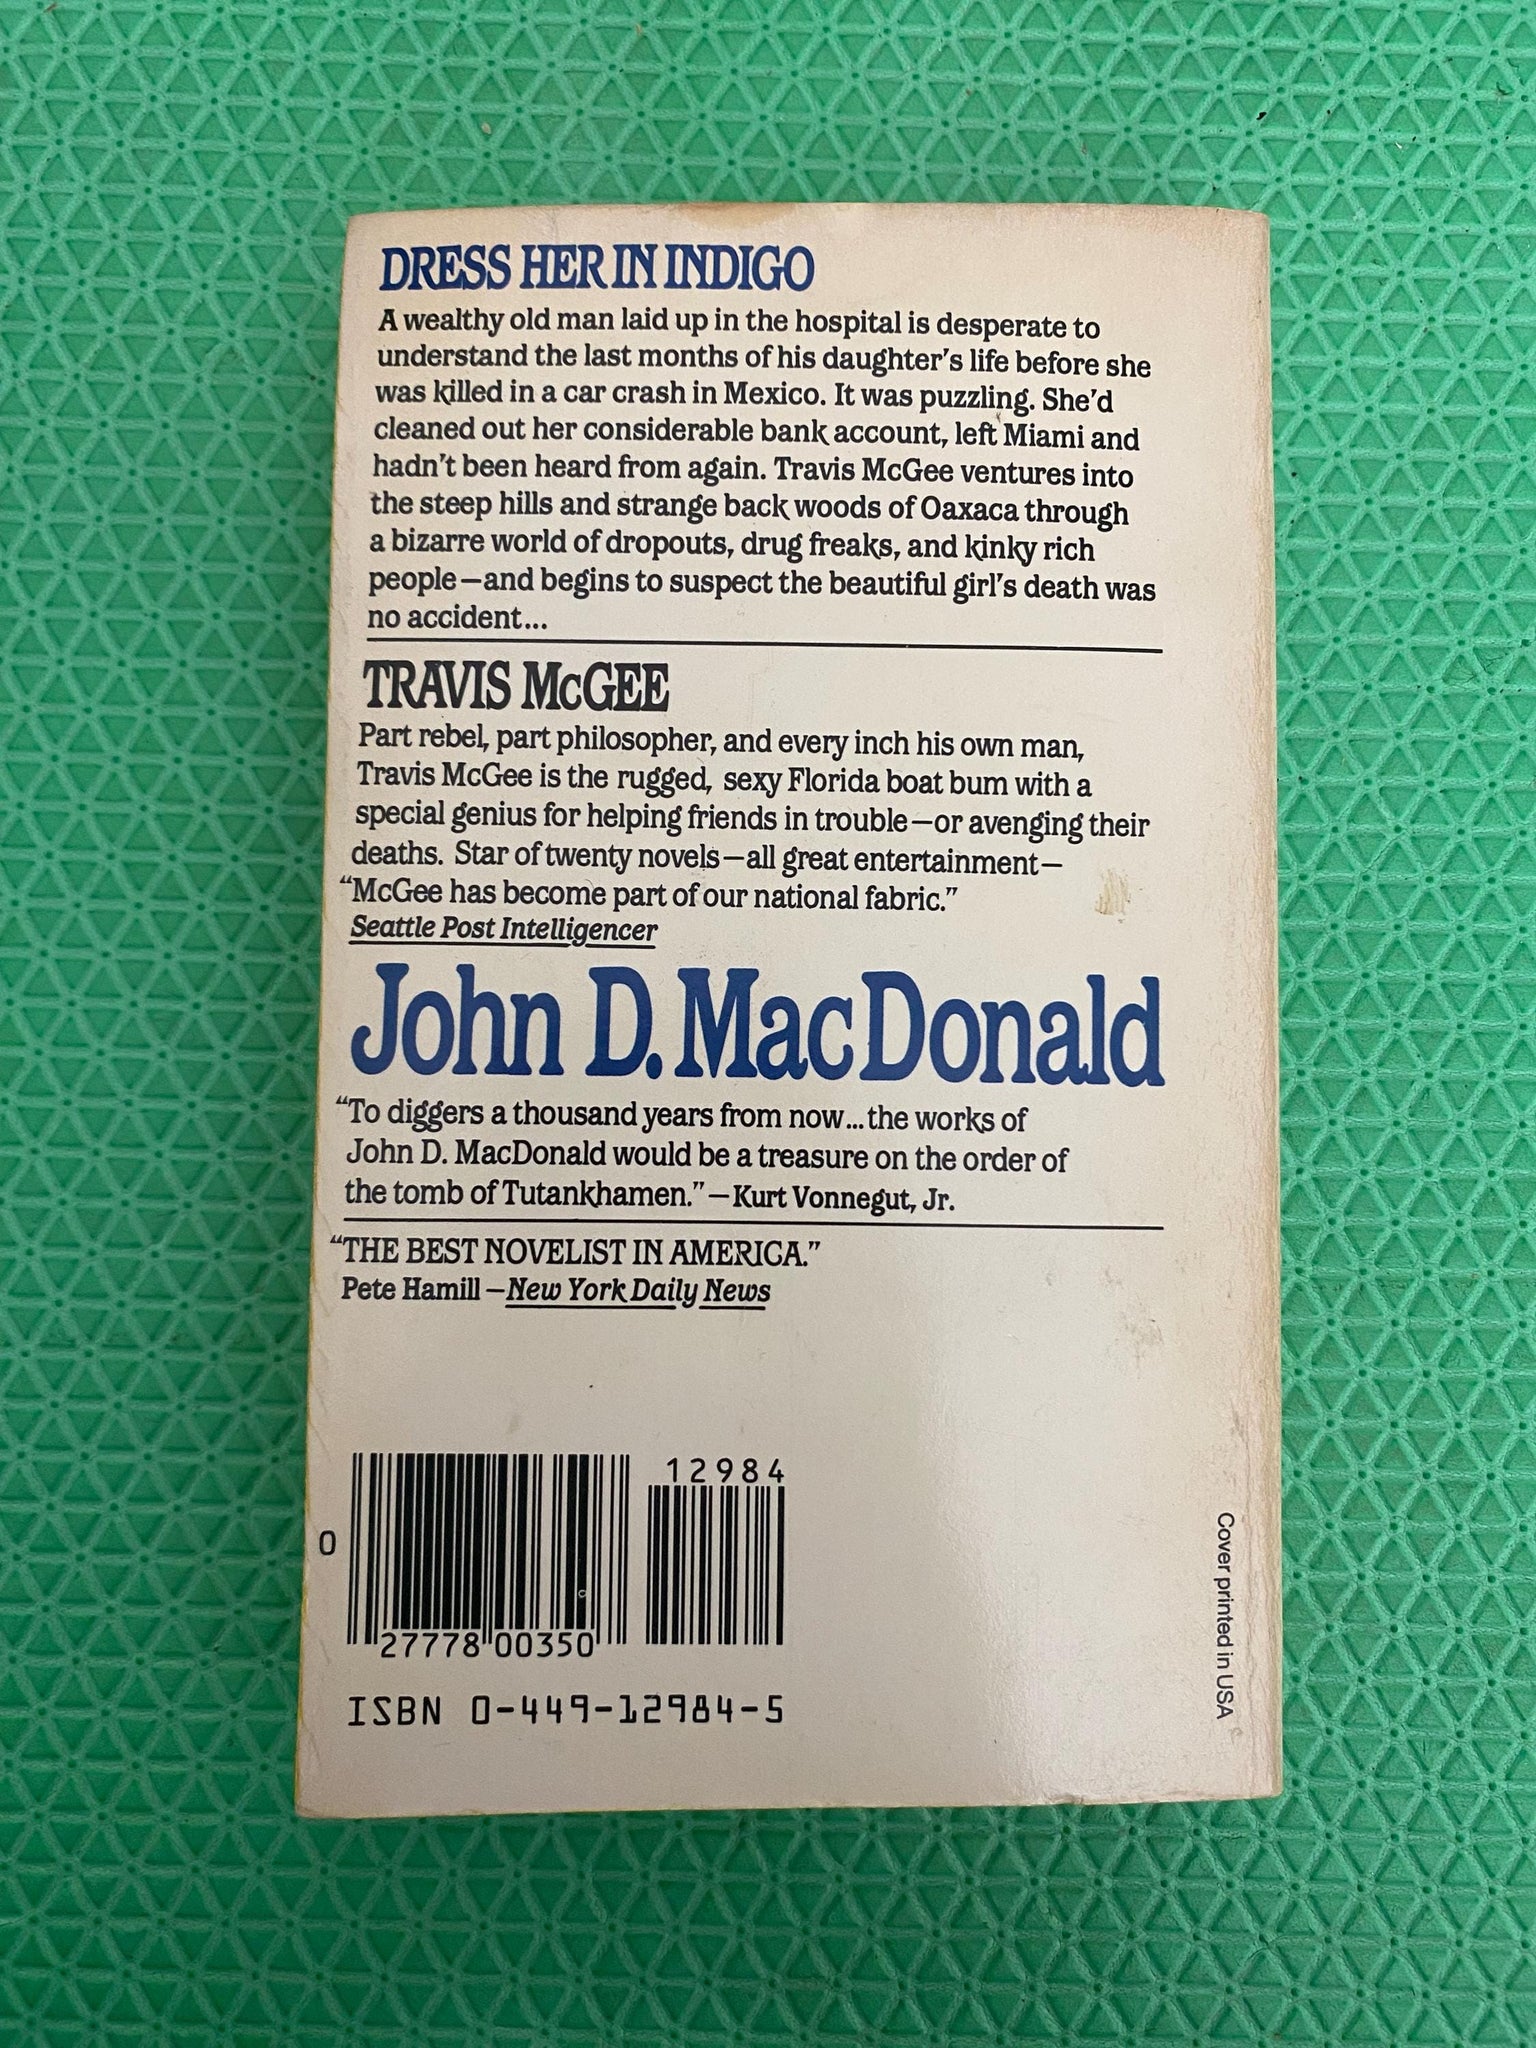 DRESS HER IN INDIGO
A wealthy old man laid up in the hospital is desperate to
understand the last months of his daughter's life before she
was killed in a car crash in Mexico. It was puzzling. She'd
cleaned out her considerable bank account, left Miami and
hadn't been heard from again. Travis McGee ventures into
the steep hills and strange back woods of Oaxaca through
a bizarre world of dropouts, drug freaks, and kinky rich
people—and begins to suspect the beautiful girl's death was
no accident...
TRAVIS McGEE
Part rebel, part philosopher, and every inch his own man,
Travis McGee is the rugged, sexy Florida boat bum with a
special genius for helping friends in trouble—or avenging their
deaths. Star of twenty novels—all great entertainment—
“McGee has become part of our national fabric.”
Seattle Post Intelligencer
John D. MacDonald
“To diggers a thousand years from now...the works of
John D. MacDonald would be a treasure on the order of
the tomb of Tutankhamen.”—Kurt Vonnegut, Jr.
“THE BEST NOVELIST IN AMERICA.”
Pete Hamill—New York Daily News
12984
0
27778 00350
ISBN 0-449-12984-5
Cover printed in USA